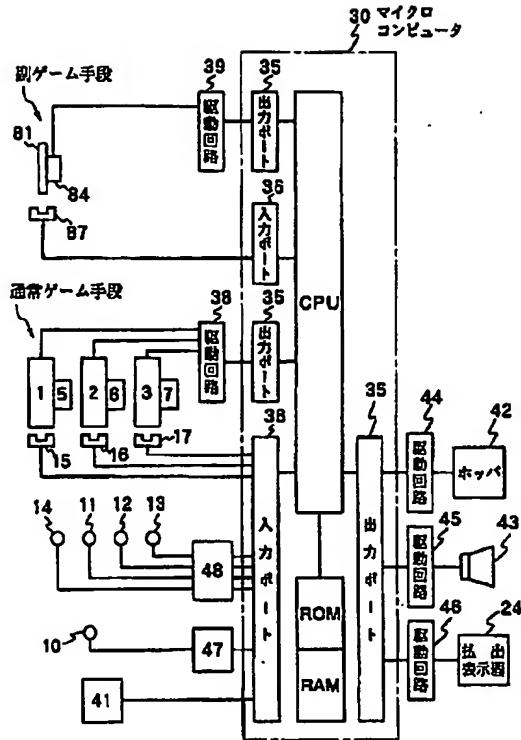 30 マイクロ
コンピュータ
副ゲーム手段
81
84
87
39
駆動回路
35
出力ポート
36
入力ポート
CPU
通常ゲーム手段
38
駆動回路
35
出力ポート
1 5 2 6 3 7
15 16 17
36
入力ポート
35
出力ポート
44
駆動回路
42
ホッパ
14 11 12 13
48
45
駆動回路
43
10
47
ROM
RAM
46
駆動回路
24
払出
表示器
41